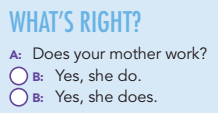 WHAT'S RIGHT?
A: Does your mother work?
B: Yes, she do.
B: Yes, she does.